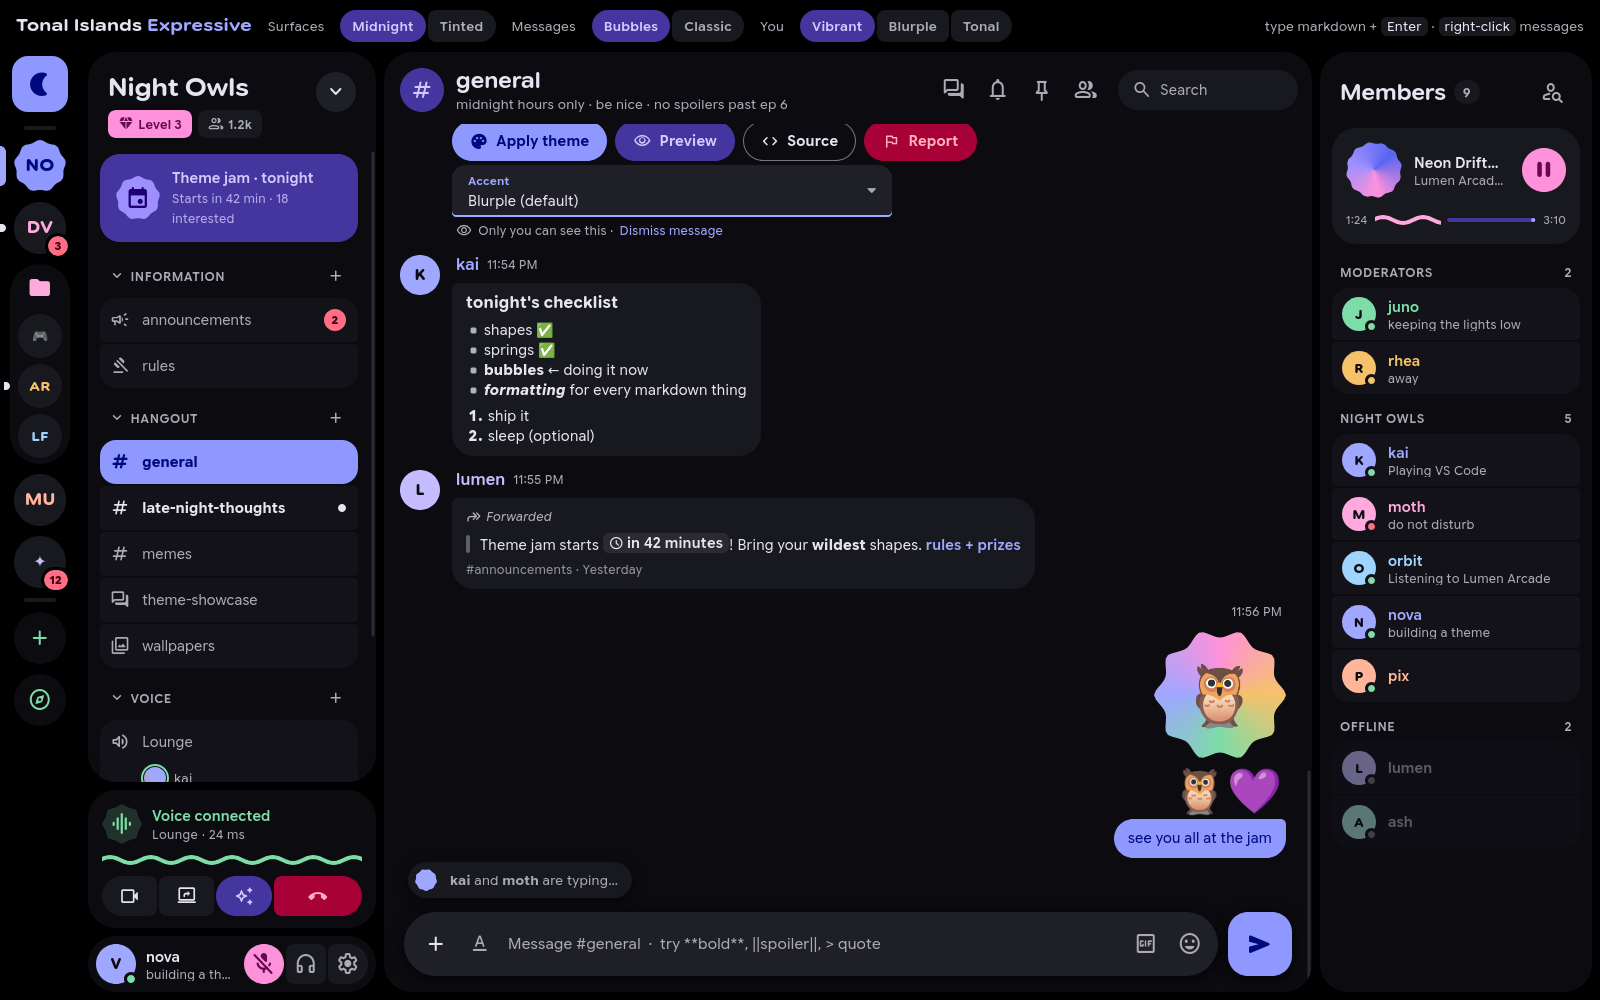 Tonal Islands Expressive Surfaces Midnight Tinted Messages Bubbles Classic You Vibrant Blurple Tonal type markdown + Enter · right-click messages
NO
DV
3
AR
LF
MU
12
Night Owls
Level 3 1.2k
Theme jam · tonight
Starts in 42 min · 18
interested
INFORMATION
announcements 2
rules
HANGOUT
general
late-night-thoughts
memes
theme-showcase
wallpapers
VOICE
Lounge
kai
Voice connected
Lounge · 24 ms
V
nova
building a th...
general
midnight hours only · be nice · no spoilers past ep 6
Search
Apply theme Preview Source Report
Accent
Blurple (default)
Only you can see this · Dismiss message
K
kai 11:54 PM
tonight's checklist
shapes ✅
springs ✅
bubbles ← doing it now
formatting for every markdown thing
1. ship it
2. sleep (optional)
L
lumen 11:55 PM
Forwarded
Theme jam starts in 42 minutes! Bring your wildest shapes. rules + prizes
#announcements · Yesterday
11:56 PM
see you all at the jam
kai and moth are typing...
Message #general · try **bold**, ||spoiler||, > quote
GIF
Members 9
Neon Drift...
Lumen Arcad...
1:24 3:10
MODERATORS 2
J
juno
keeping the lights low
R
rhea
away
NIGHT OWLS 5
K
kai
Playing VS Code
M
moth
do not disturb
O
orbit
Listening to Lumen Arcade
N
nova
building a theme
P
pix
OFFLINE 2
L
lumen
A
ash